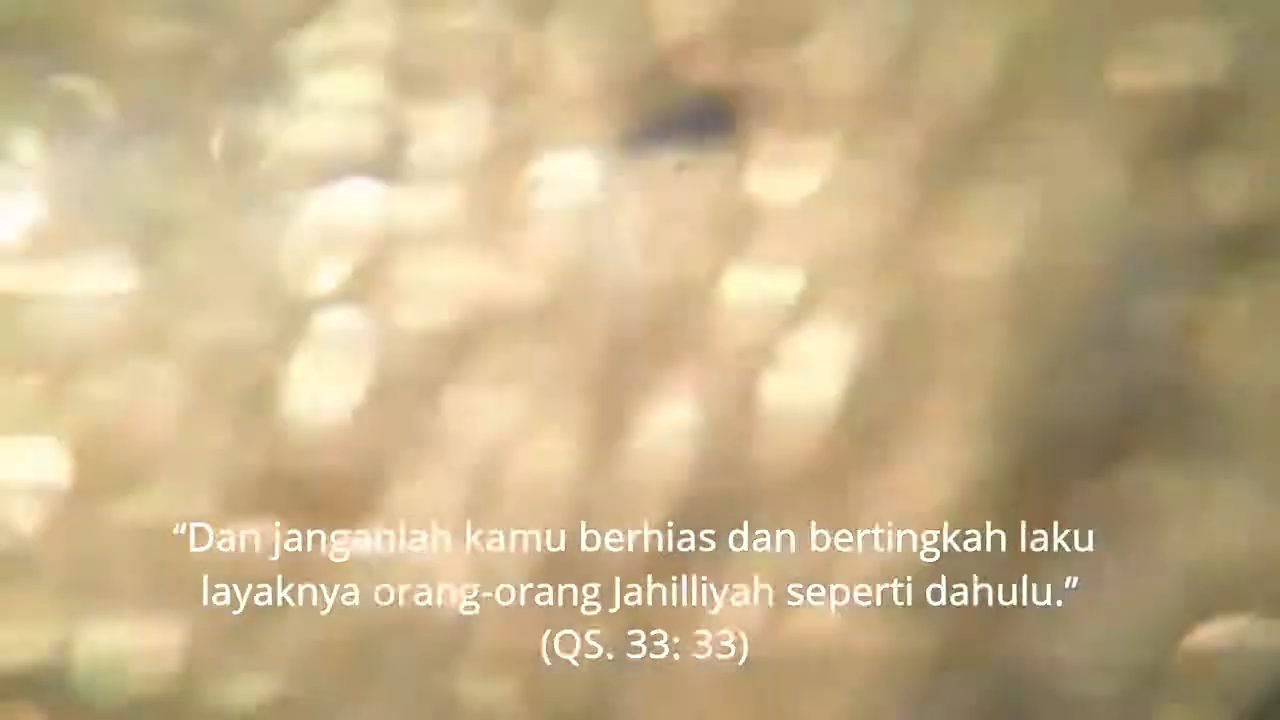 “Dan janganlah kamu berhias dan bertingkah laku
layaknya orang-orang Jahilliyah seperti dahulu.”
(QS. 33: 33)